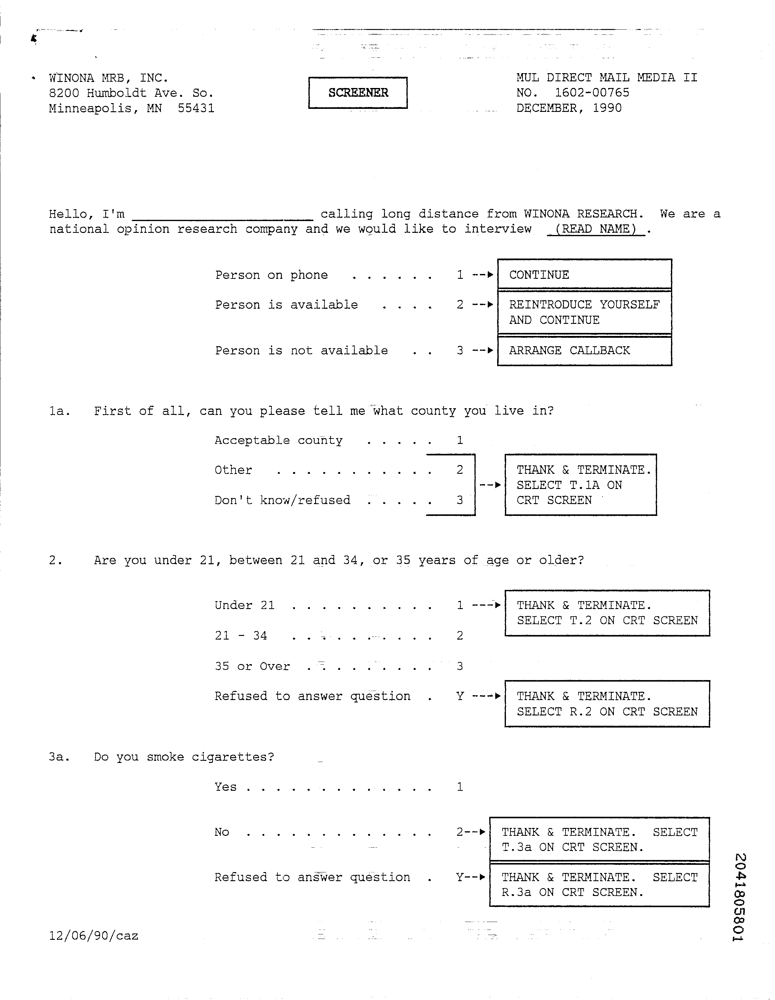 WINONA MRB, INC.
8200 Humboldt Ave. So.
Minneapolis, MN 55431
SCREENER
MUL DIRECT MAIL MEDIA II
NO. 1602-00765
DECEMBER, 1990
Hello, I'm ________________________ calling long distance from WINONA RESEARCH. We are a
national opinion research company and we would like to interview (READ NAME) .
Person on phone . . . . . . 1 --► CONTINUE
Person is available . . . . 2 --► REINTRODUCE YOURSELF
AND CONTINUE
Person is not available . . 3 --► ARRANGE CALLBACK
1a. First of all, can you please tell me what county you live in?
Acceptable county . . . . . 1
Other . . . . . . . . . . . 2
Don't know/refused . . . . . 3
--► THANK & TERMINATE.
SELECT T.1A ON
CRT SCREEN
2. Are you under 21, between 21 and 34, or 35 years of age or older?
Under 21 . . . . . . . . . . 1 ---► THANK & TERMINATE.
SELECT T.2 ON CRT SCREEN
21 - 34 . . . . . . . . . . 2
35 or Over . . . . . . . . . 3
Refused to answer question . Y ---► THANK & TERMINATE.
SELECT R.2 ON CRT SCREEN
3a. Do you smoke cigarettes?
Yes . . . . . . . . . . . . . 1
No . . . . . . . . . . . . . 2--► THANK & TERMINATE. SELECT
T.3a ON CRT SCREEN.
Refused to answer question . Y--► THANK & TERMINATE. SELECT
R.3a ON CRT SCREEN.
12/06/90/caz
2041805801